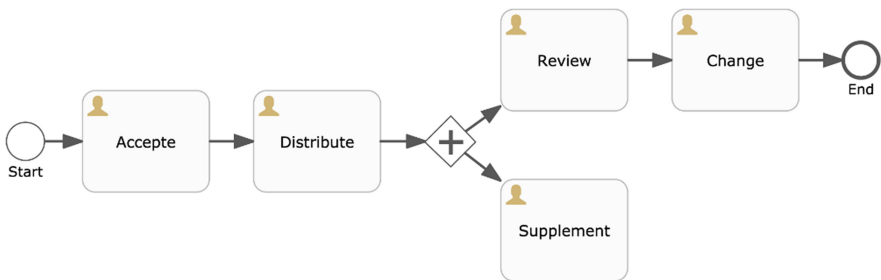 Start
Accepte
Distribute
Review
Change
End
Supplement